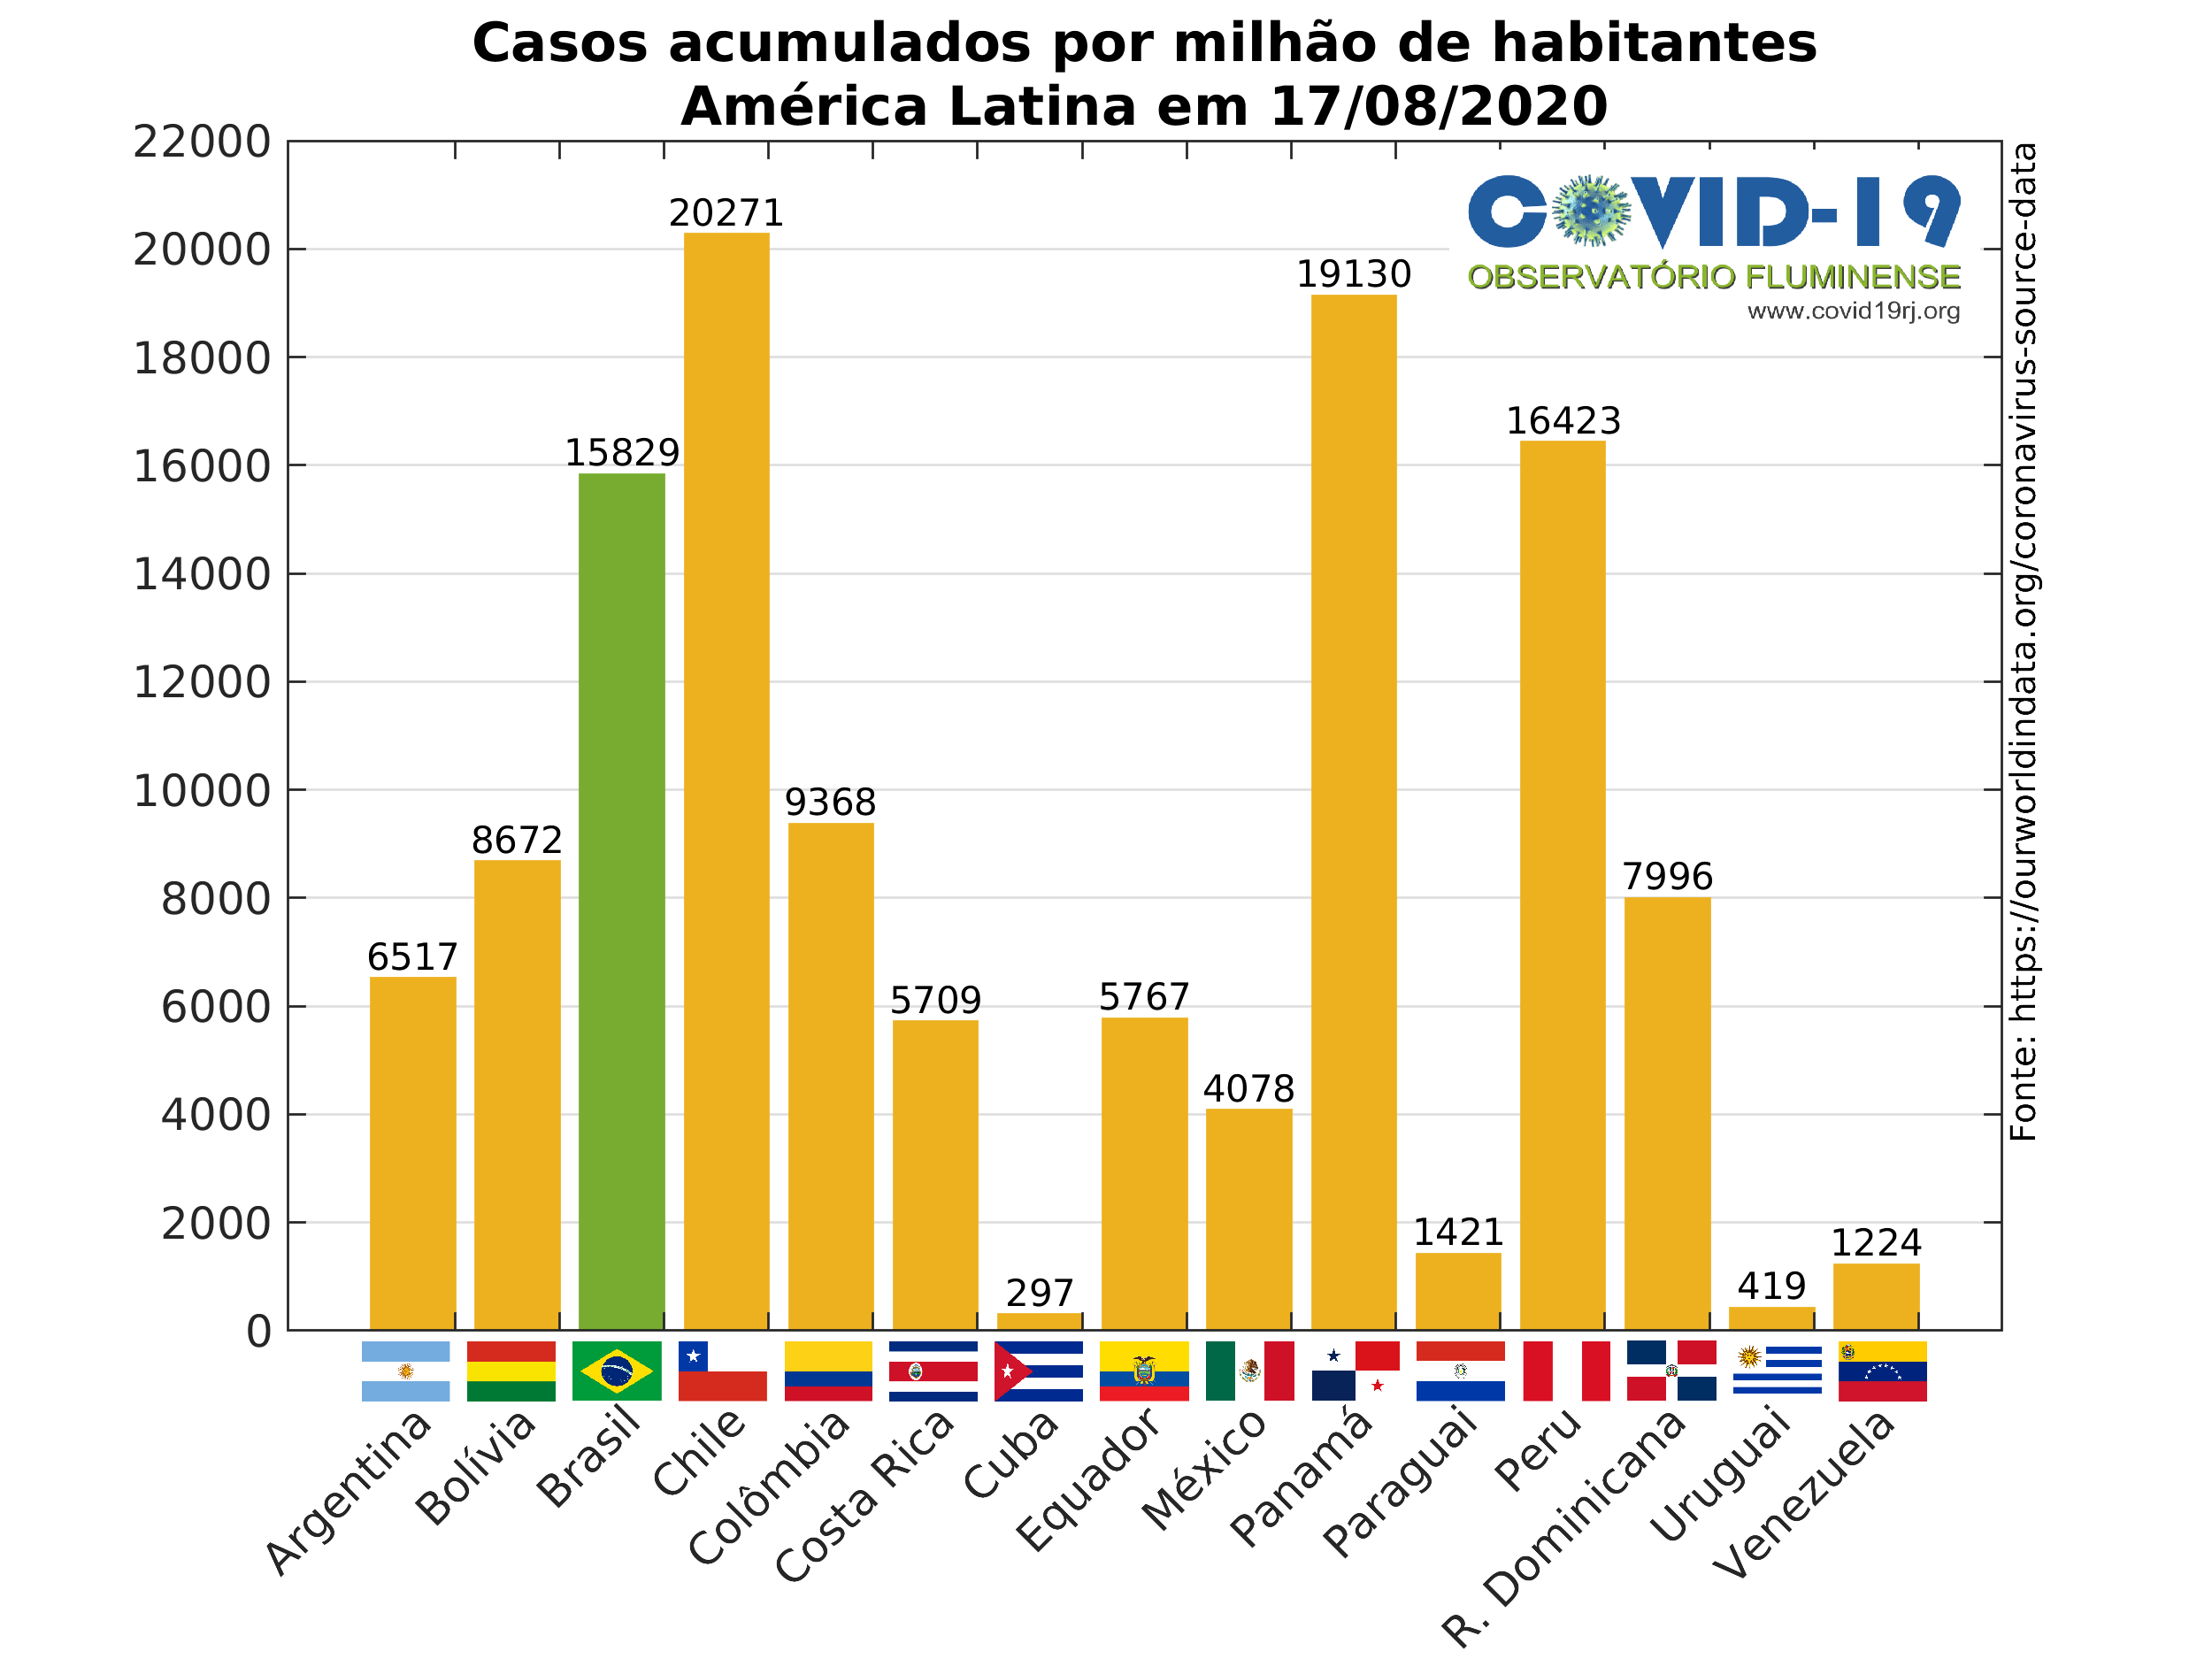 Casos acumulados por milhão de habitantes
América Latina em 17/08/2020
22000
20000
18000
16000
14000
12000
10000
8000
6000
4000
2000
0
6517
8672
15829
20271
9368
5709
297
5767
4078
19130
1421
16423
7996
419
1224
COVID-19
OBSERVATÓRIO FLUMINENSE
www.covid19rj.org
Fonte: https://ourworldindata.org/coronavirus-source-data
Argentina
Bolívia
Brasil
Chile
Colômbia
Costa Rica
Cuba
Equador
México
Panamá
Paraguai
Peru
R. Dominicana
Uruguai
Venezuela